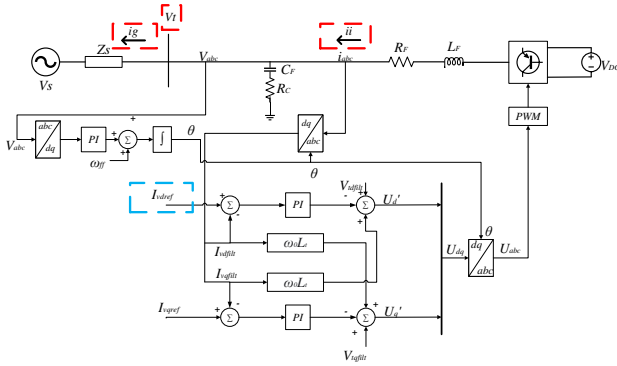 Vt
ig
ii
Zs
Vabc
iabc
RF
LF
CF
RC
Vs
VDC
PWM
Vabc
abc
dq
PI
+
+
+
Σ
∫
θ
ωff
dq
abc
θ
Ivdref
+
Σ
-
PI
Vtdfilt
-
+
Σ
+
Ud'
Ivdfilt
ω0Ld
Ivqfilt
ω0Ld
Udq
θ
dq
abc
Uabc
Ivqref
+
-
Σ
PI
-
+
Σ
+
Uq'
Vtqfilt